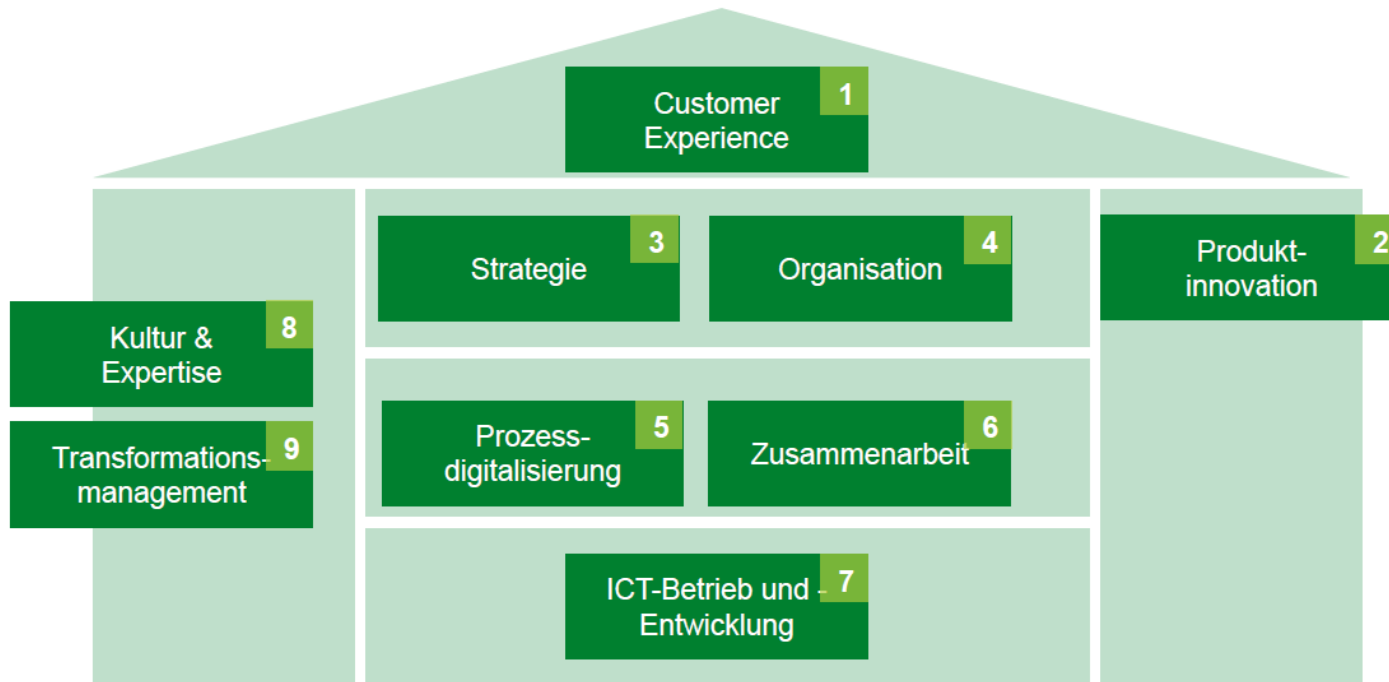 1
Customer
Experience
3
Strategie
4
Organisation
2
Produkt-
innovation
8
Kultur &
Expertise
5
Prozess-
digitalisierung
6
Zusammenarbeit
9
Transformations-
management
7
ICT-Betrieb und -
Entwicklung